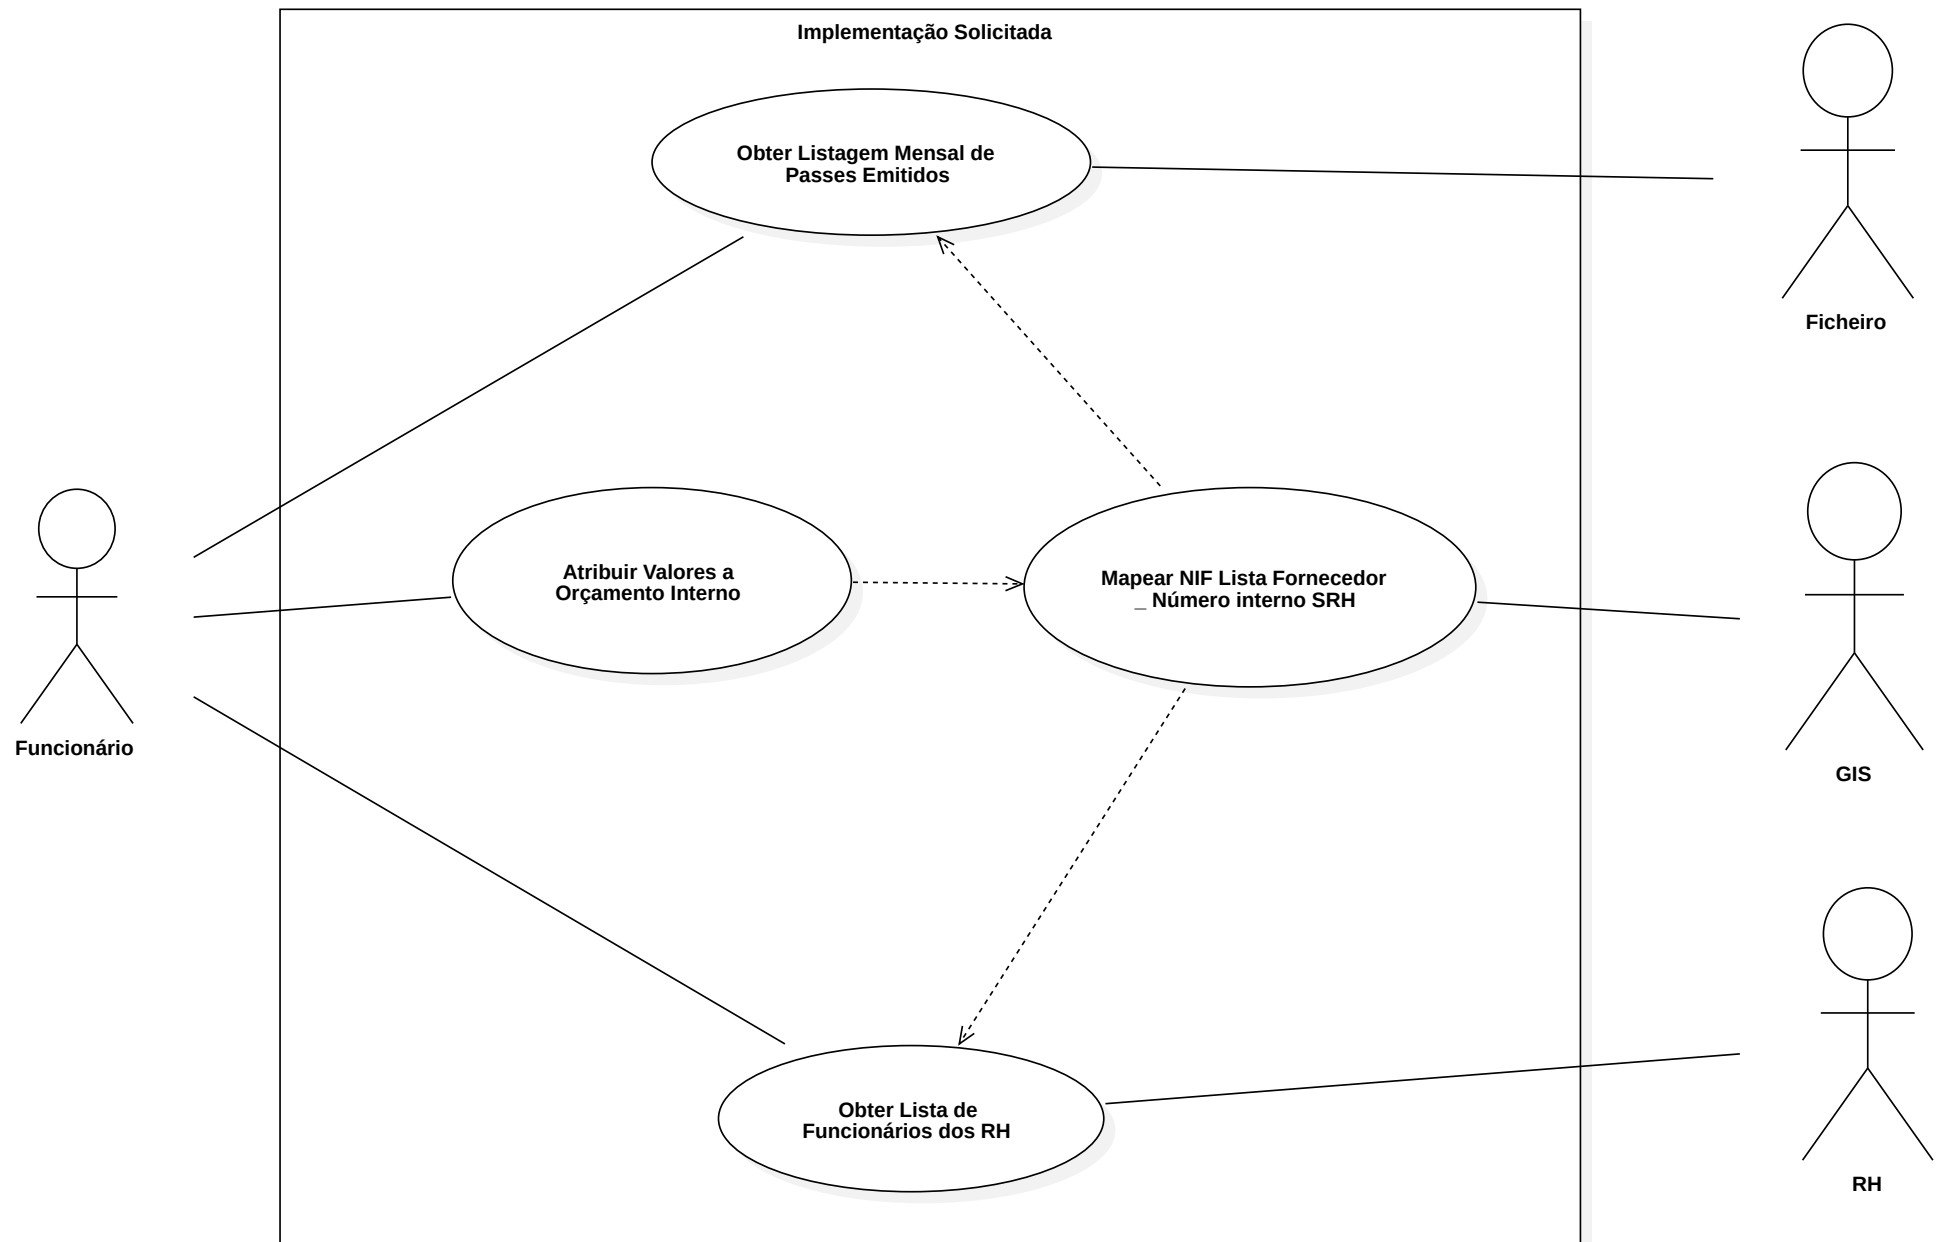 Implementação Solicitada
Obter Listagem Mensal de
Passes Emitidos
Ficheiro
Atribuir Valores a
Orçamento Interno
Mapear NIF Lista Fornecedor
_ Número interno SRH
Funcionário
GIS
Obter Lista de
Funcionários dos RH
RH